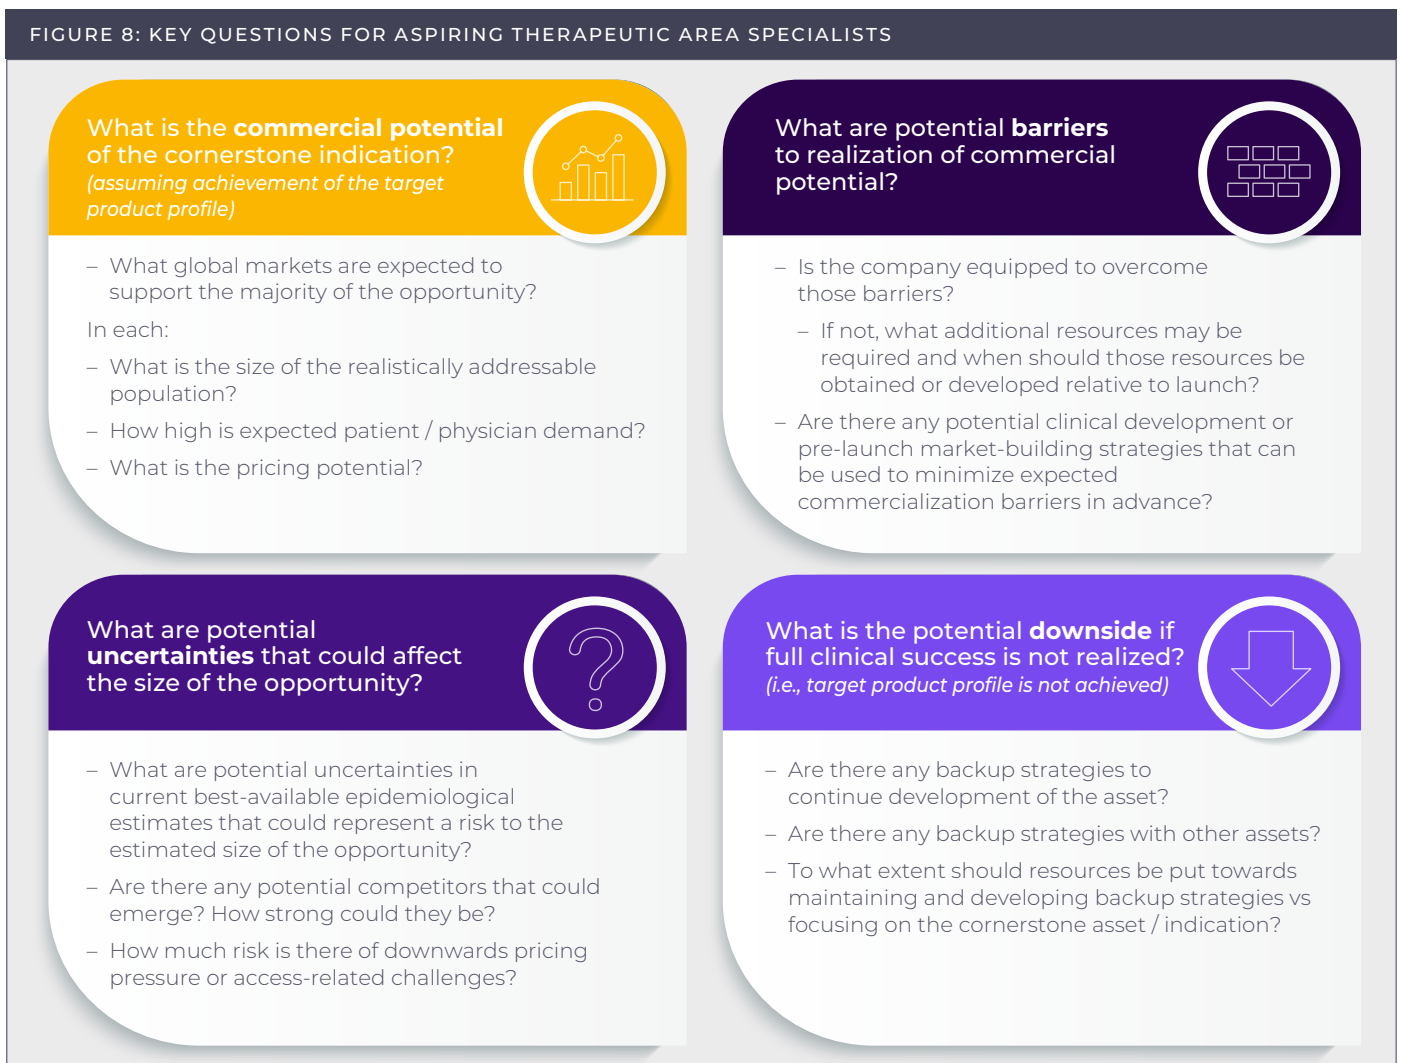 FIGURE 8: KEY QUESTIONS FOR ASPIRING THERAPEUTIC AREA SPECIALISTS
What is the commercial potential
of the cornerstone indication?
(assuming achievement of the target
product profile)
– What global markets are expected to
support the majority of the opportunity?
In each:
– What is the size of the realistically addressable
population?
– How high is expected patient / physician demand?
– What is the pricing potential?
What are potential barriers
to realization of commercial
potential?
– Is the company equipped to overcome
those barriers?
– If not, what additional resources may be
required and when should those resources be
obtained or developed relative to launch?
– Are there any potential clinical development or
pre-launch market-building strategies that can
be used to minimize expected
commercialization barriers in advance?
What are potential
uncertainties that could affect
the size of the opportunity?
?
– What are potential uncertainties in
current best-available epidemiological
estimates that could represent a risk to the
estimated size of the opportunity?
– Are there any potential competitors that could
emerge? How strong could they be?
– How much risk is there of downwards pricing
pressure or access-related challenges?
What is the potential downside if
full clinical success is not realized?
(i.e., target product profile is not achieved)
– Are there any backup strategies to
continue development of the asset?
– Are there any backup strategies with other assets?
– To what extent should resources be put towards
maintaining and developing backup strategies vs
focusing on the cornerstone asset / indication?